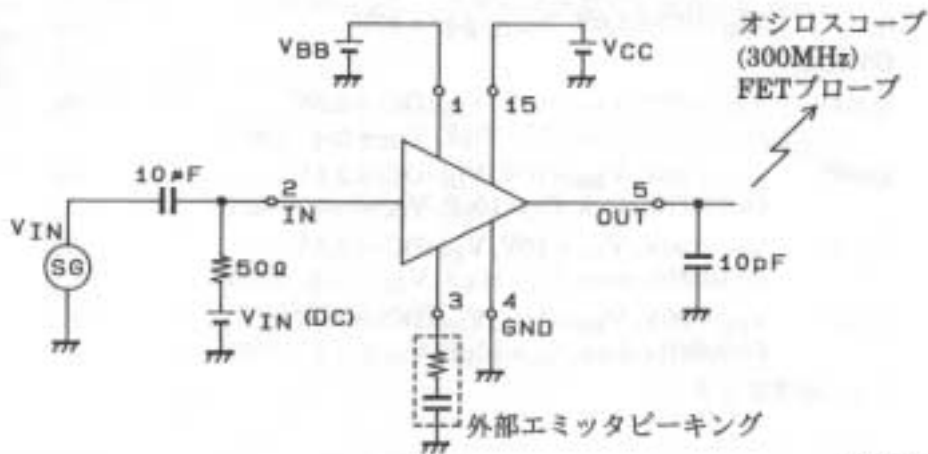 オシロスコープ
(300MHz)
FETプローブ
VBB
VCC
1
15
10μF
2
IN
5
OUT
VIN
SG
50Ω
10pF
VIN(DC)
3
4
GND
外部エミッタピーキング